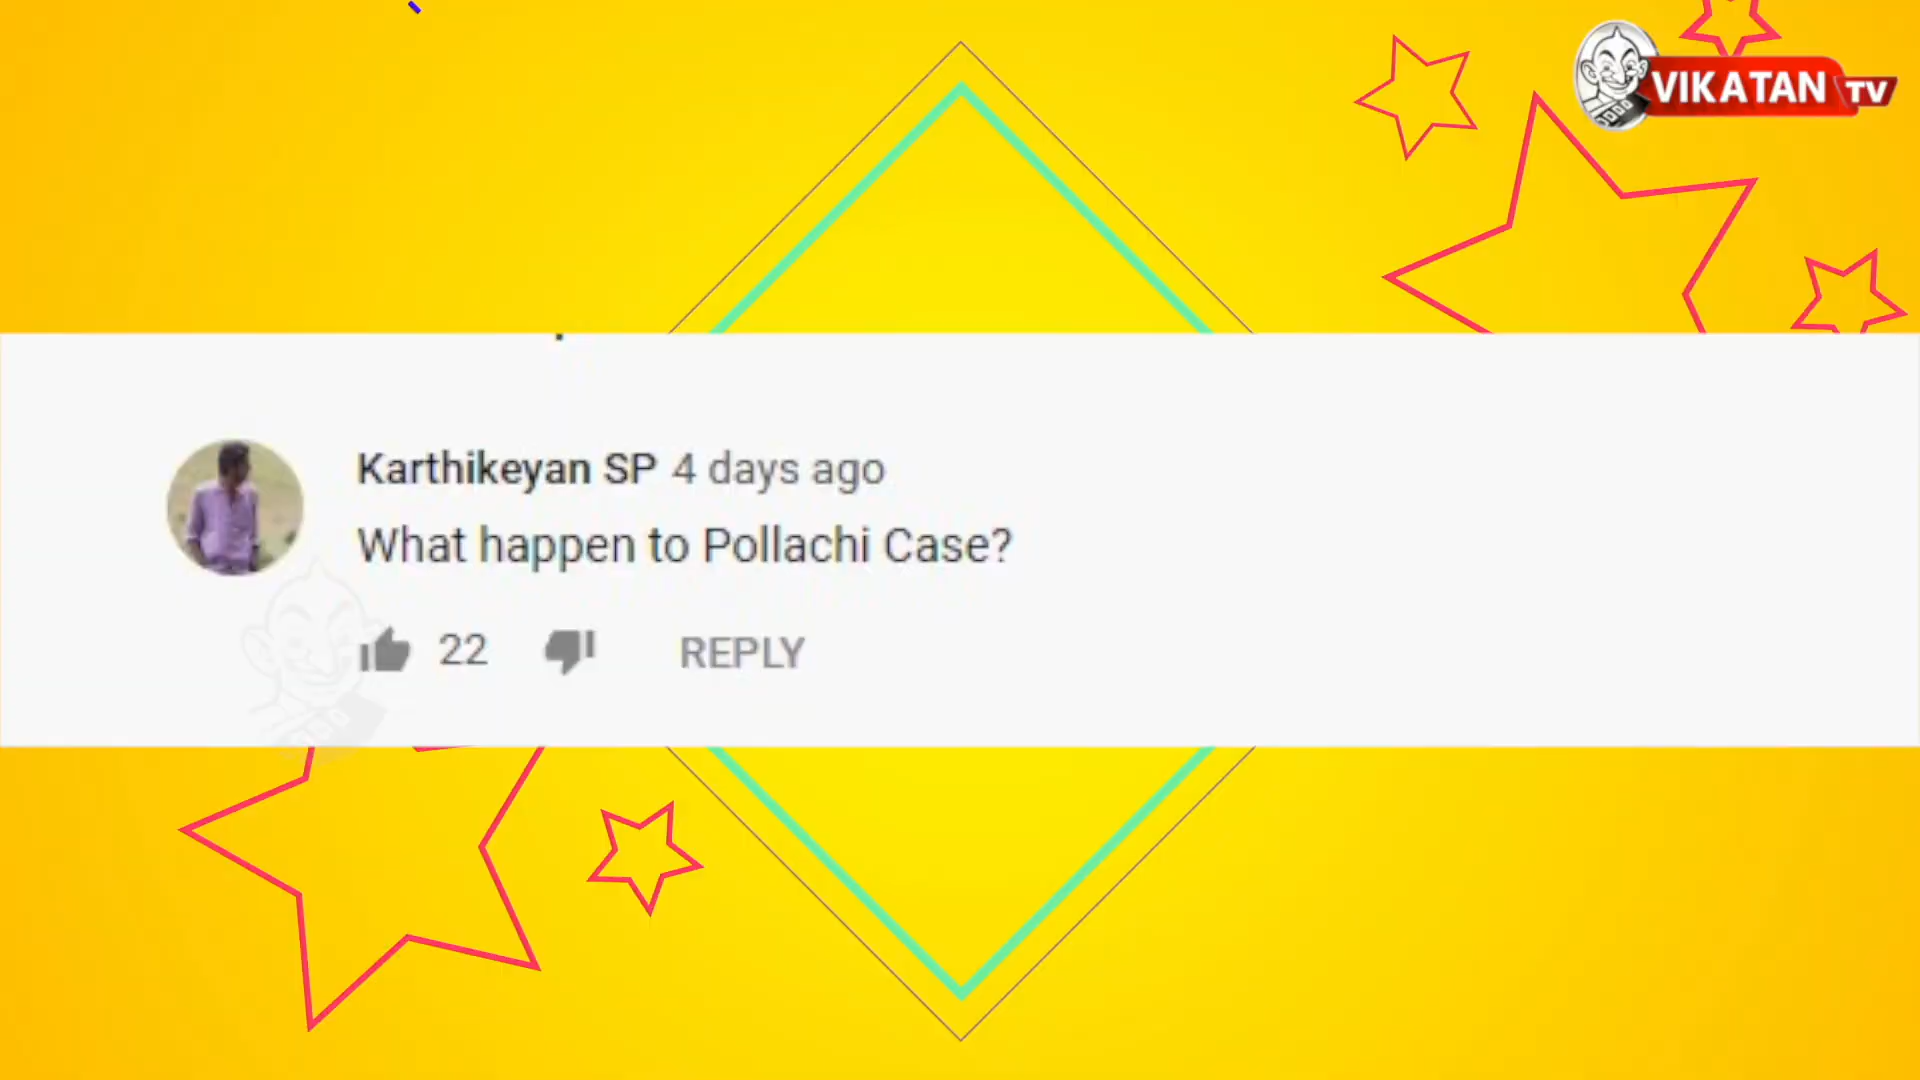 VIKATAN TV
Karthikeyan SP 4 days ago
What happen to Pollachi Case?
22 REPLY